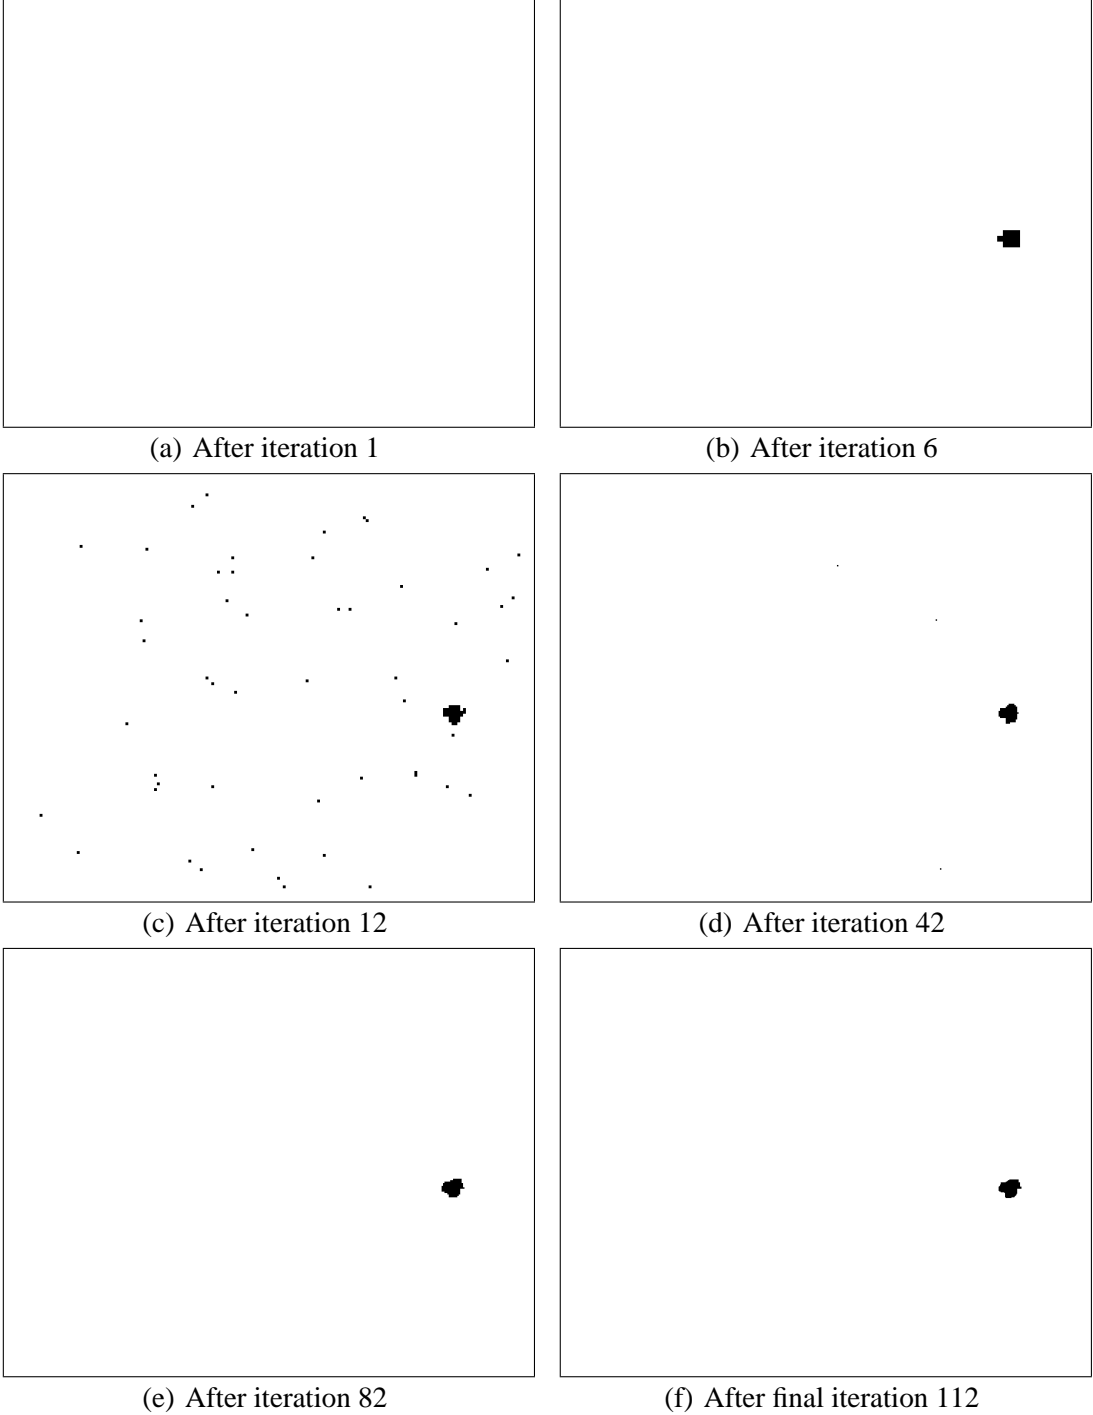 (a) After iteration 1
(b) After iteration 6
(c) After iteration 12
(d) After iteration 42
(e) After iteration 82
(f) After final iteration 112